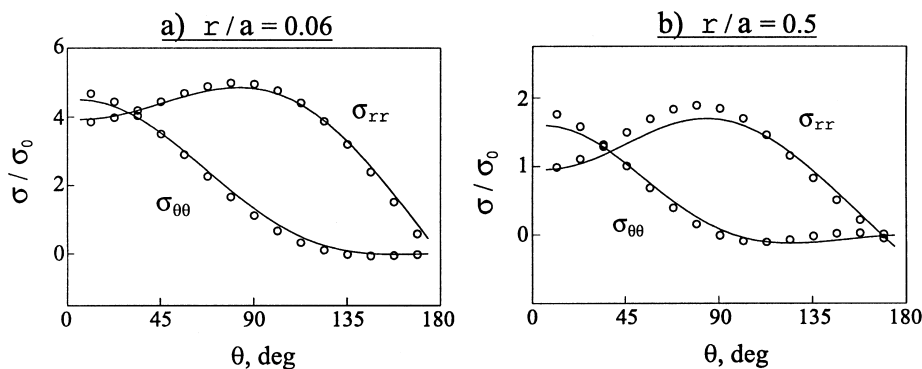 a) r / a = 0.06
6
4
2
0
σ / σ0
σrr
σθθ
0 45 90 135 180
θ, deg
b) r / a = 0.5
2
1
0
σ / σ0
σrr
σθθ
0 45 90 135 180
θ, deg